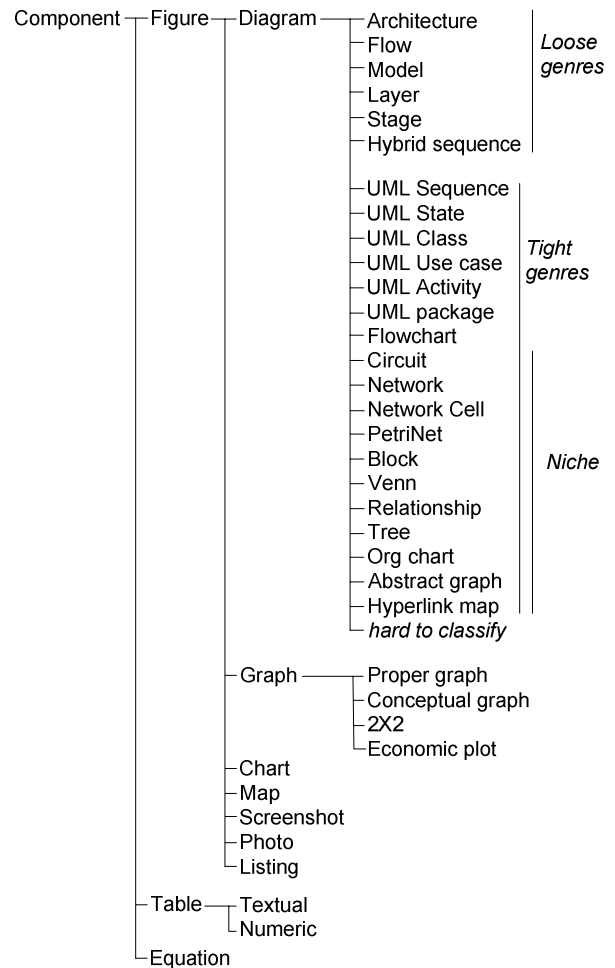 Component Figure Diagram Architecture
Flow
Model
Layer
Stage
Hybrid sequence
Loose
genres
UML Sequence
UML State
UML Class
UML Use case
UML Activity
UML package
Flowchart
Tight
genres
Circuit
Network
Network Cell
PetriNet
Block
Venn
Relationship
Tree
Org chart
Abstract graph
Hyperlink map
Niche
hard to classify
Graph Proper graph
Conceptual graph
2X2
Economic plot
Chart
Map
Screenshot
Photo
Listing
Table Textual
Numeric
Equation